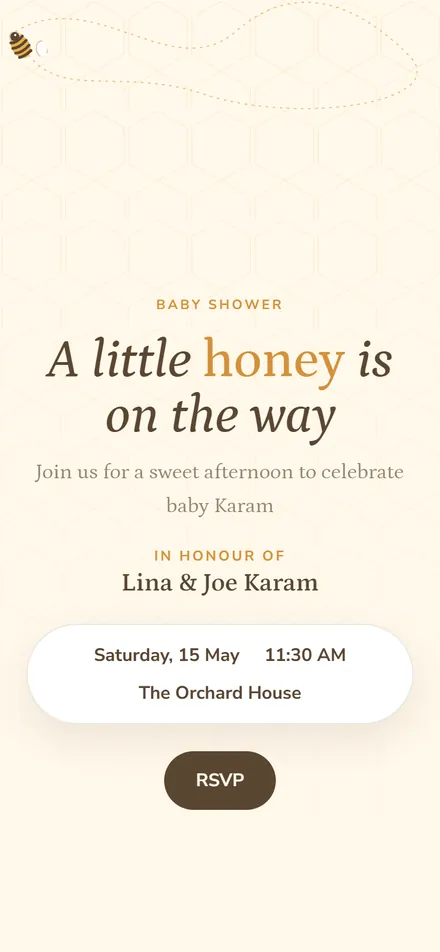 BABY SHOWER
A little honey is
on the way
Join us for a sweet afternoon to celebrate
baby Karam
IN HONOUR OF
Lina & Joe Karam
Saturday, 15 May 11:30 AM
The Orchard House
RSVP